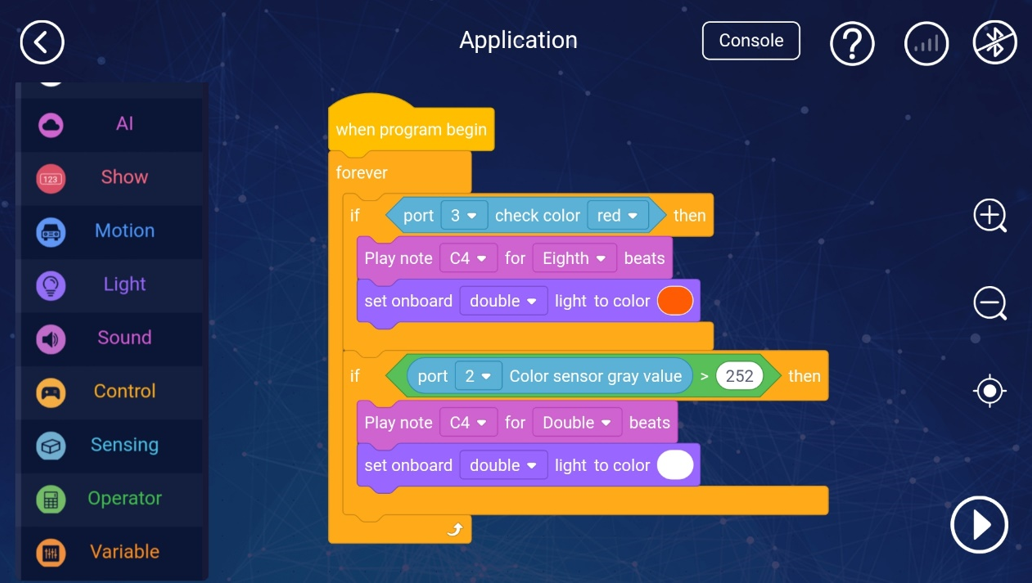 Application
Console
?
AI
123
Show
Motion
Light
Sound
Control
Sensing
Operator
Variable
when program begin
forever
if port 3 check color red then
Play note C4 for Eighth beats
set onboard double light to color
if port 2 Color sensor gray value > 252 then
Play note C4 for Double beats
set onboard double light to color